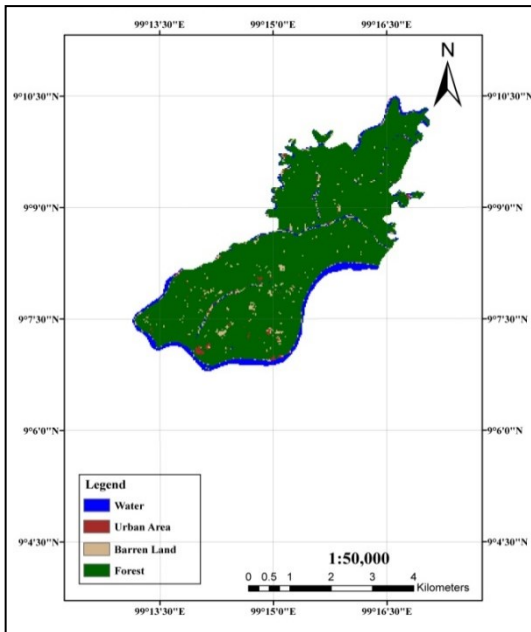 99°13'30"E 99°15'0"E 99°16'30"E
N
9°10'30"N 9°10'30"N
9°9'0"N 9°9'0"N
9°7'30"N 9°7'30"N
9°6'0"N 9°6'0"N
9°4'30"N 9°4'30"N
Legend
Water
Urban Area
Barren Land
Forest
1:50,000
0 0.5 1 2 3 4
Kilometers
99°13'30"E 99°15'0"E 99°16'30"E